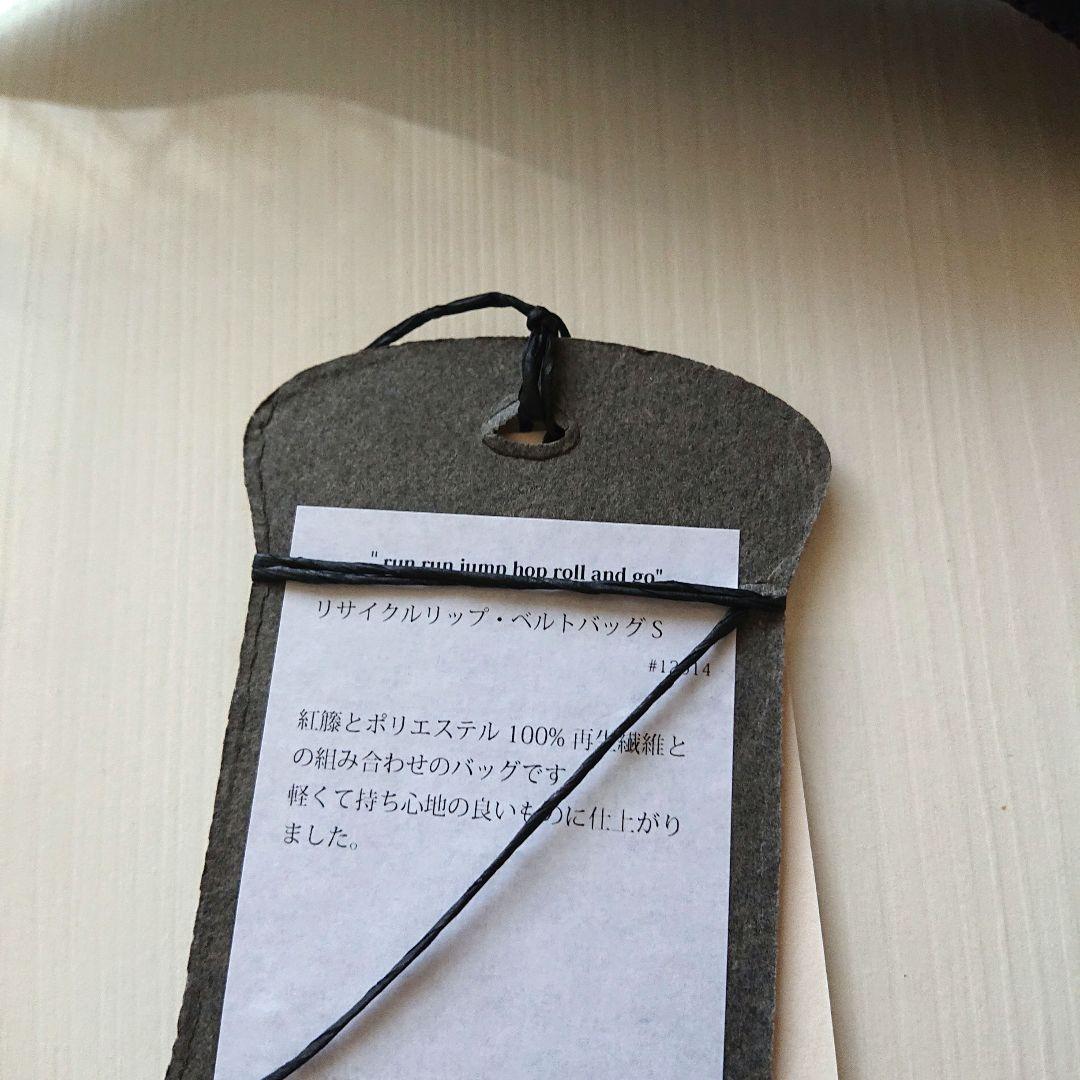 " run run jump hop roll and go"
リサイクルリップ・ベルトバッグS
紅籐とポリエステル 100% 再生繊維と
の組み合わせのバッグです
軽くて持ち心地の良いものに仕上がり
ました。